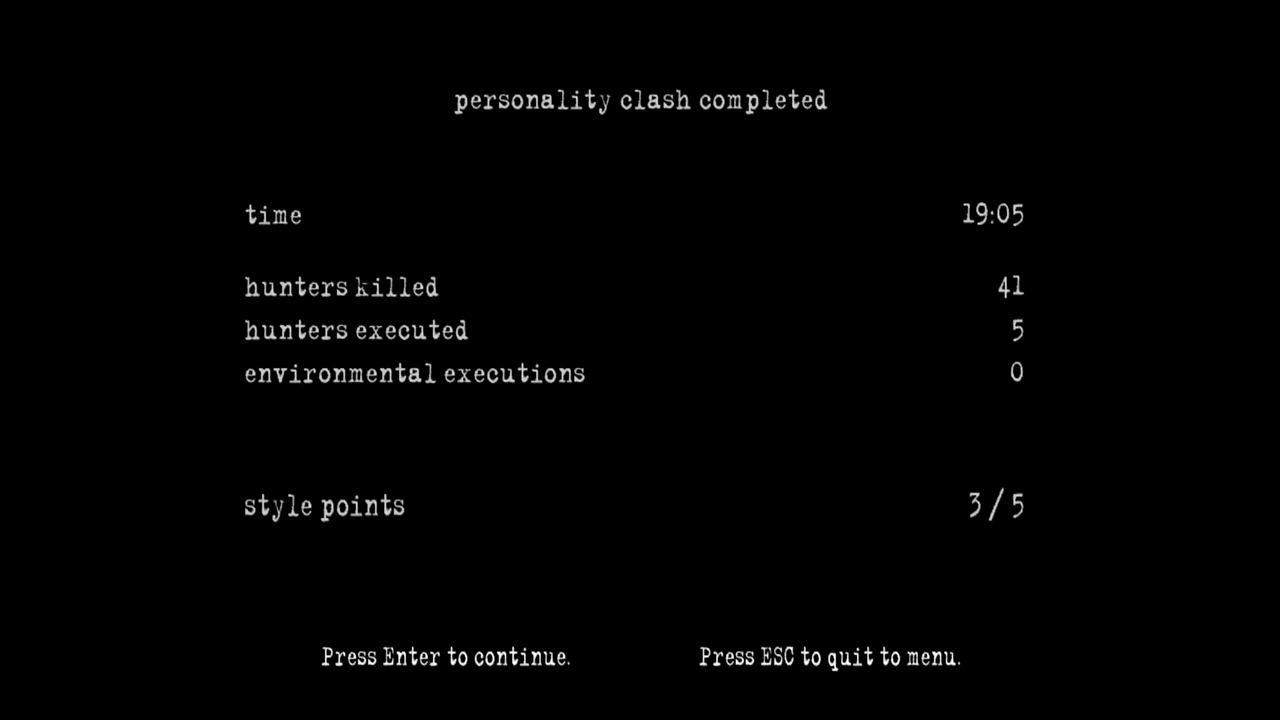 personality clash completed
time 19:05
hunters killed 41
hunters executed 5
environmental executions 0
style points 3 / 5
Press Enter to continue. Press ESC to quit to menu.